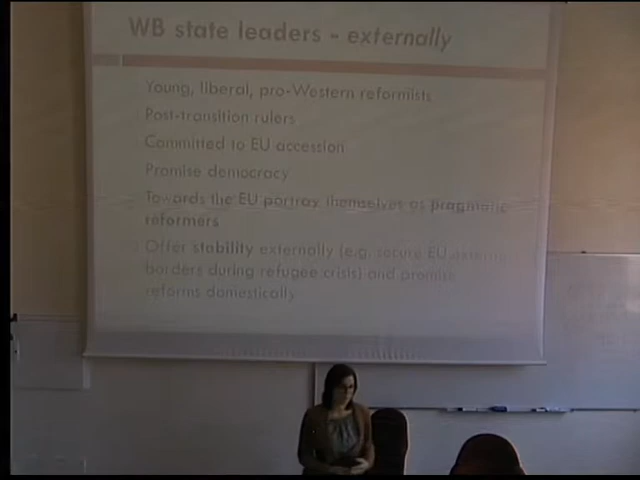 WB state leaders - externally
Young, liberal, pro-Western reformists
Post-transition rulers
Committed to EU accession
Promise democracy
Towards the EU portray themselves as pragmatic
reformers
Offer stability externally (e.g. secure EU external
borders during refugee crisis) and promise
reforms domestically